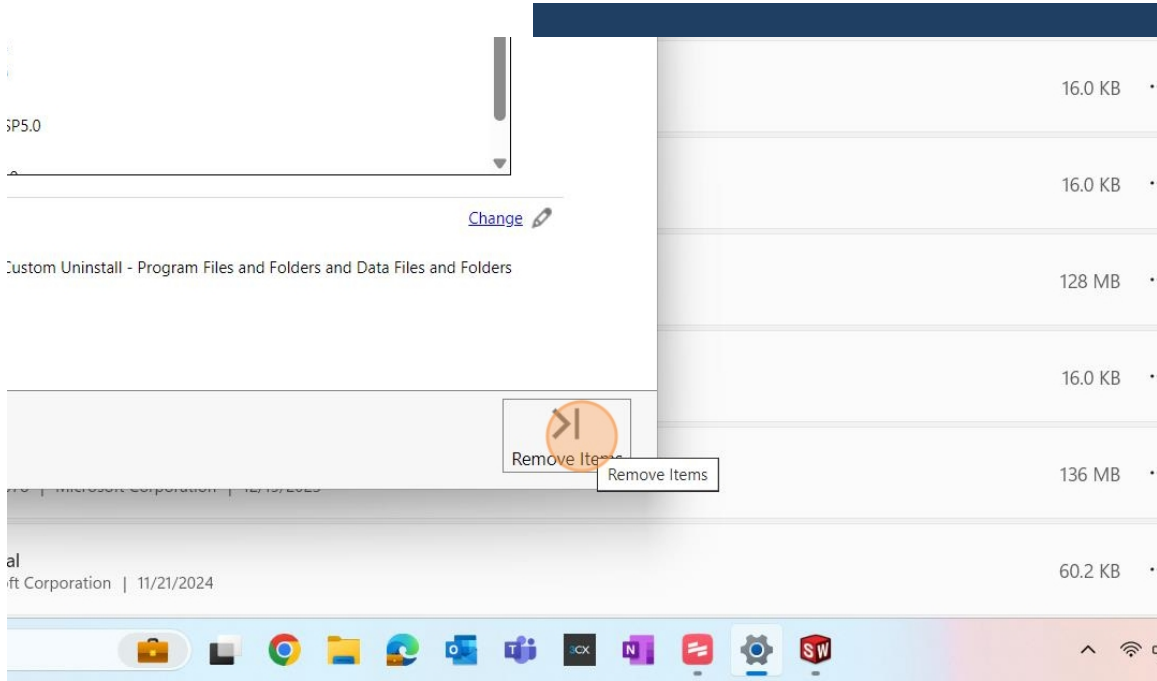 16.0 KB
SP5.0
16.0 KB
Change
Custom Uninstall - Program Files and Folders and Data Files and Folders
128 MB
16.0 KB
Remove Items
Remove Items
136 MB
| Microsoft Corporation |
al
ft Corporation | 11/21/2024
60.2 KB
3CX
N
SW